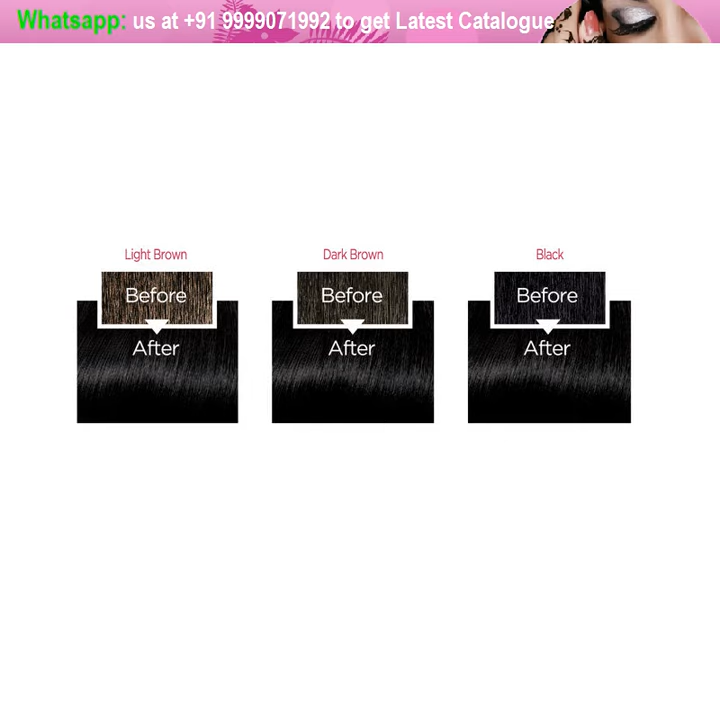 Whatsapp: us at +91 9999071992 to get Latest Catalogue
Light Brown
Before
After
Dark Brown
Before
After
Black
Before
After